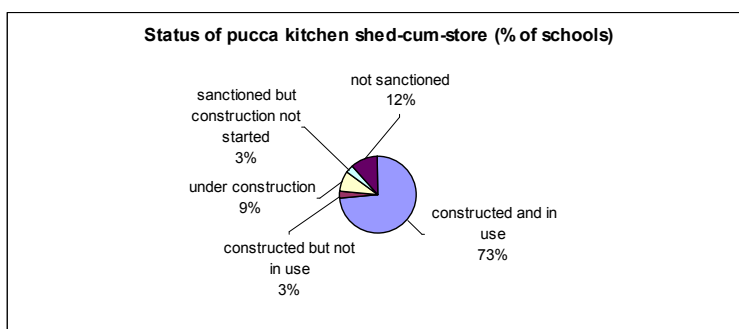 Status of pucca kitchen shed-cum-store (% of schools)
not sanctioned
12%
sanctioned but
construction not
started
3%
under construction
9%
constructed and in
use
73%
constructed but not
in use
3%